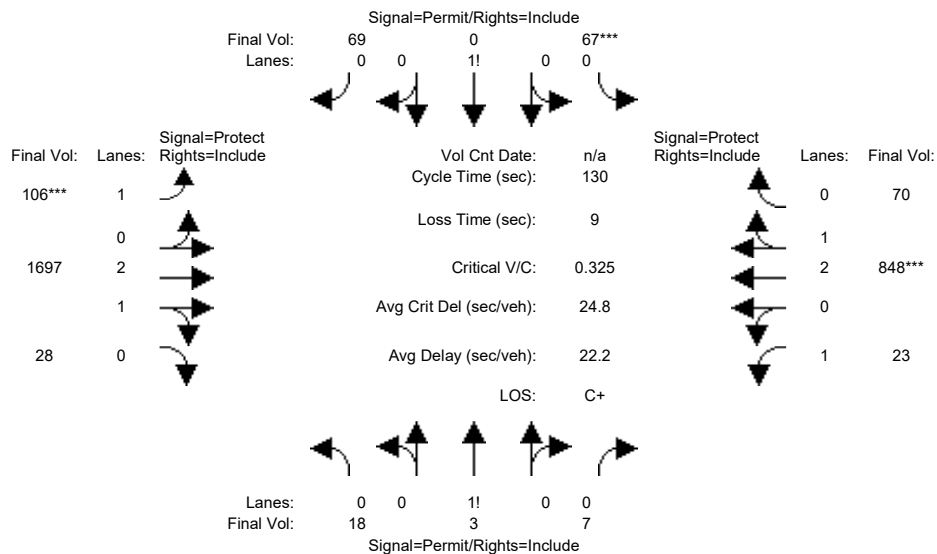 Signal=Permit/Rights=Include
Final Vol: 69 0 67***
Lanes: 0 0 1! 0 0
Signal=Protect
Final Vol: Lanes: Rights=Include
Vol Cnt Date: n/a
Signal=Protect
Rights=Include Lanes: Final Vol:
Cycle Time (sec): 130
106*** 1
0 70
Loss Time (sec): 9
0
1
1697 2
Critical V/C: 0.325
2 848***
1
Avg Crit Del (sec/veh): 24.8
0
28 0
Avg Delay (sec/veh): 22.2
1 23
LOS: C+
Lanes: 0 0 1! 0 0
Final Vol: 18 3 7
Signal=Permit/Rights=Include